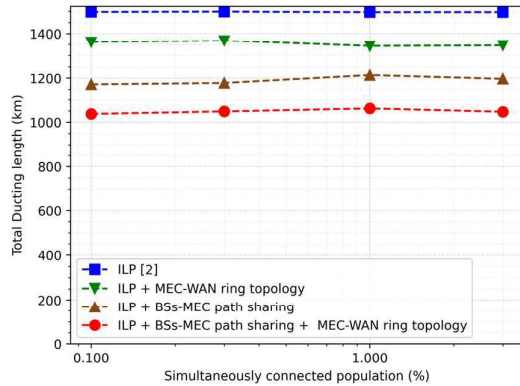 1400
1200
1000
800
600
400
200
0
Total Ducting length (km)
ILP [2]
ILP + MEC-WAN ring topology
ILP + BSs-MEC path sharing
ILP + BSs-MEC path sharing + MEC-WAN ring topology
0.100 1.000
Simultaneously connected population (%)